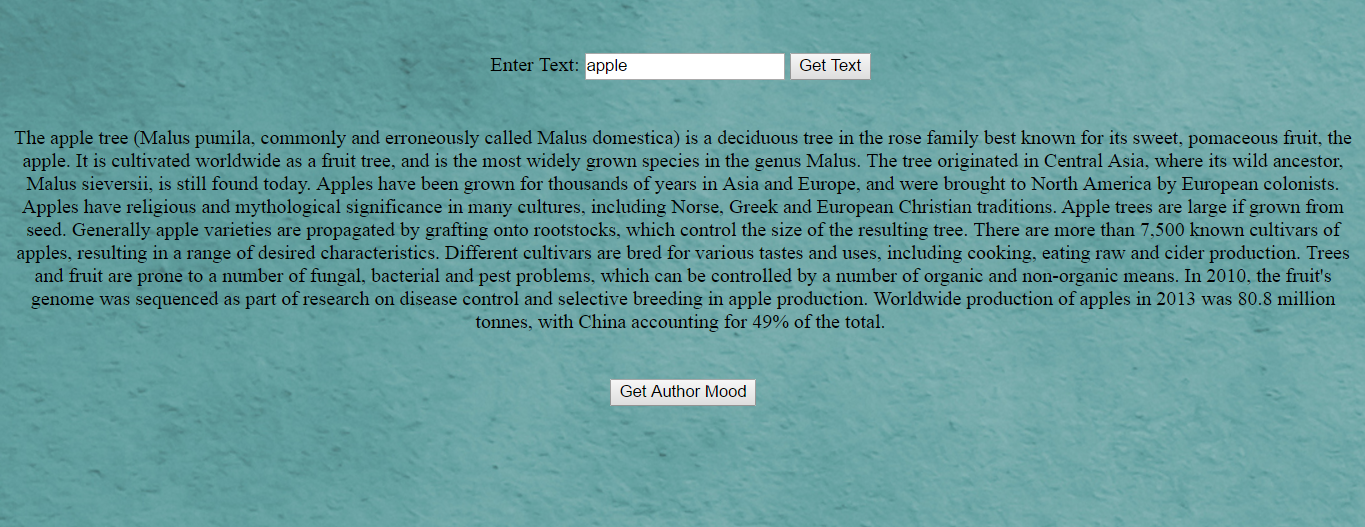 Enter Text: apple Get Text
The apple tree (Malus pumila, commonly and erroneously called Malus domestica) is a deciduous tree in the rose family best known for its sweet, pomaceous fruit, the
apple. It is cultivated worldwide as a fruit tree, and is the most widely grown species in the genus Malus. The tree originated in Central Asia, where its wild ancestor,
Malus sieversii, is still found today. Apples have been grown for thousands of years in Asia and Europe, and were brought to North America by European colonists.
Apples have religious and mythological significance in many cultures, including Norse, Greek and European Christian traditions. Apple trees are large if grown from
seed. Generally apple varieties are propagated by grafting onto rootstocks, which control the size of the resulting tree. There are more than 7,500 known cultivars of
apples, resulting in a range of desired characteristics. Different cultivars are bred for various tastes and uses, including cooking, eating raw and cider production. Trees
and fruit are prone to a number of fungal, bacterial and pest problems, which can be controlled by a number of organic and non-organic means. In 2010, the fruit's
genome was sequenced as part of research on disease control and selective breeding in apple production. Worldwide production of apples in 2013 was 80.8 million
tonnes, with China accounting for 49% of the total.
Get Author Mood